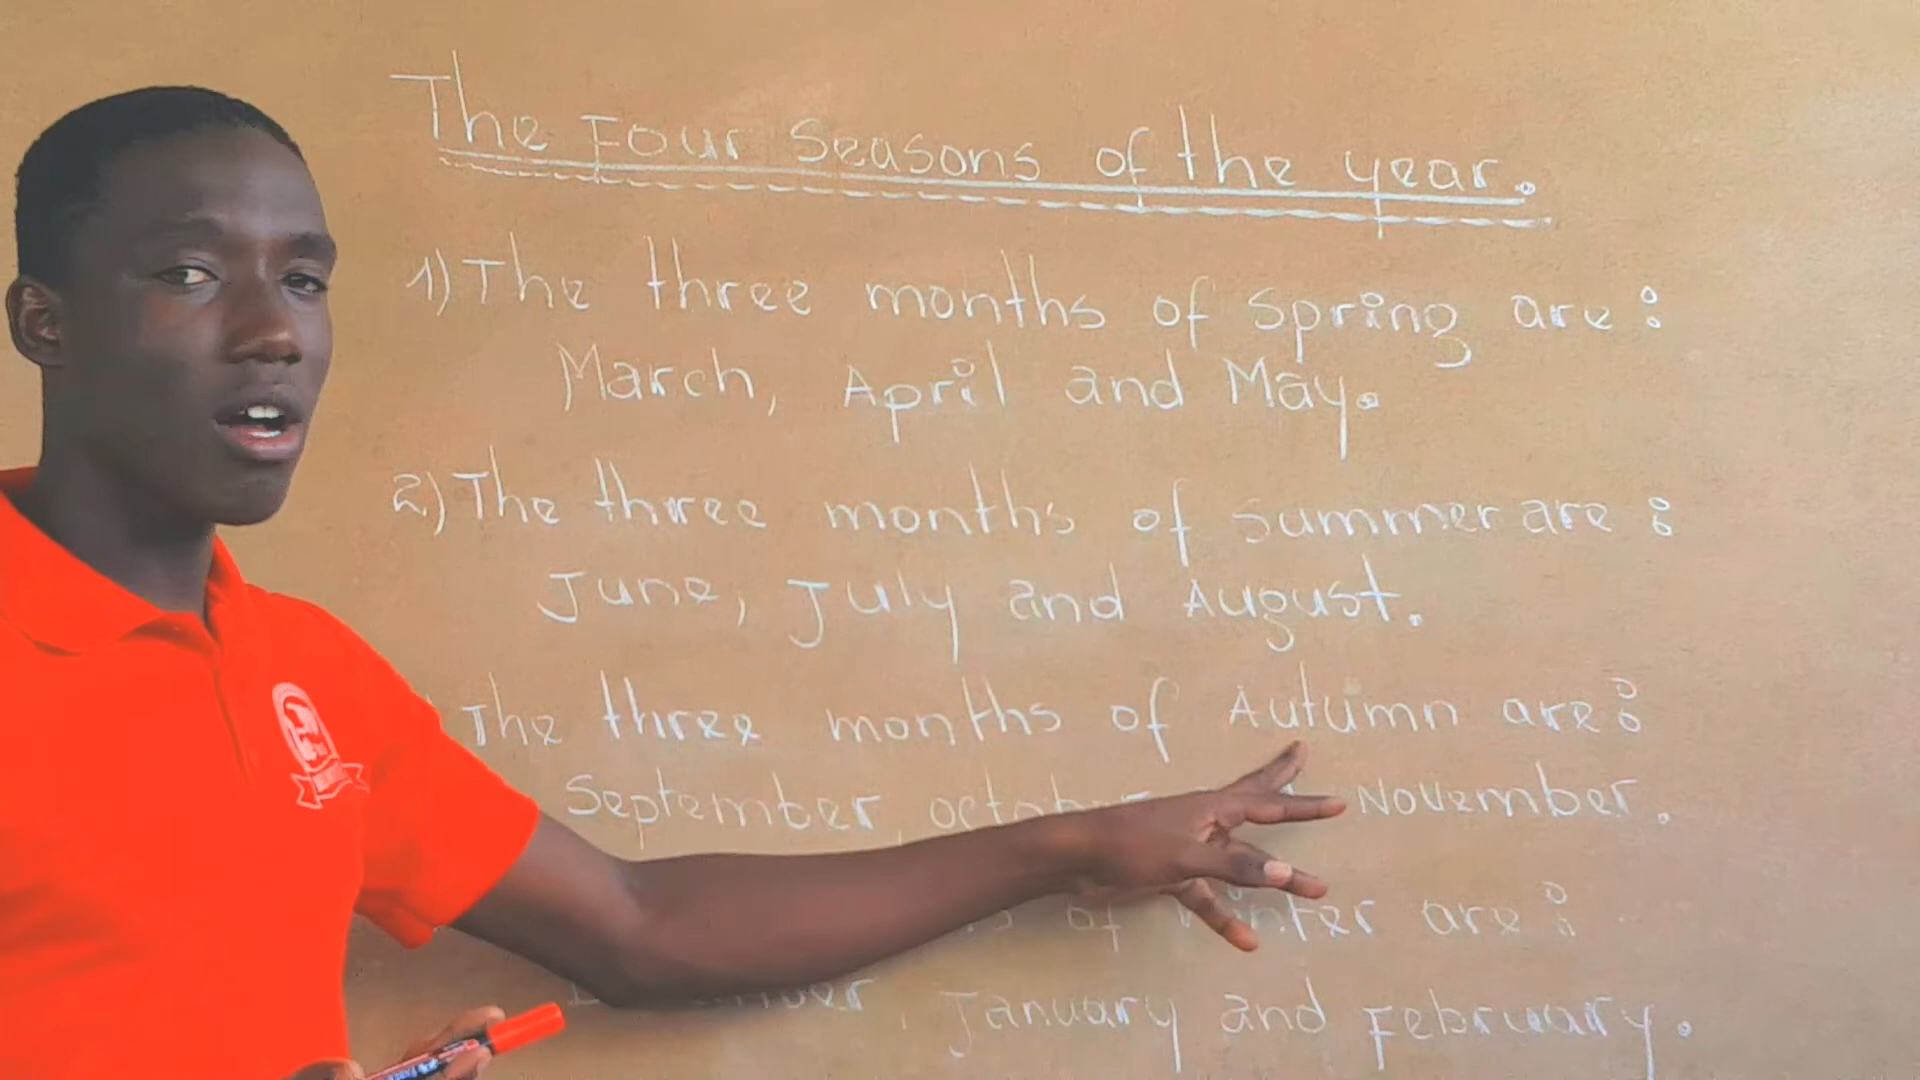 The Four Seasons of the year.
1) The three months of Spring are:
March, April and May.
2) The three months of summer are:
June, July and August.
The three months of Autumn are:
September, November.
of winter are:
January and February.